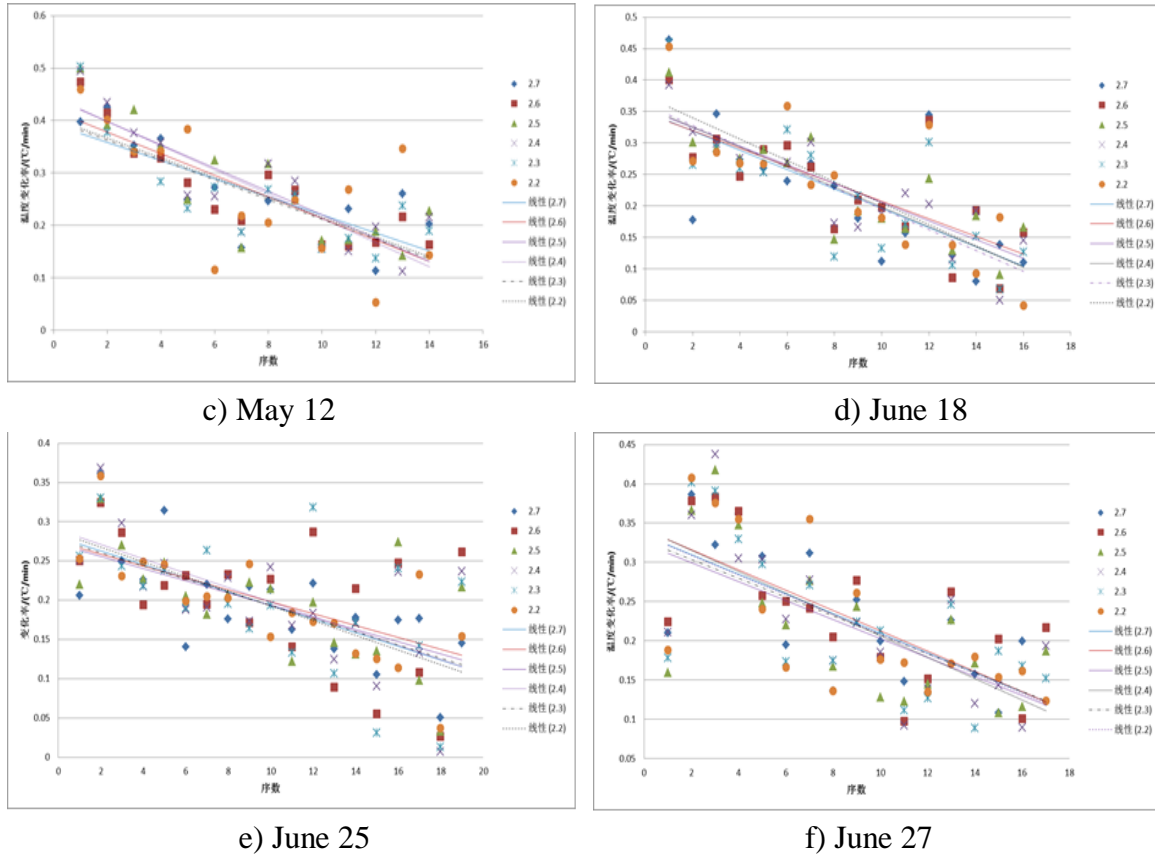 0.6
0.5
0.4
0.3
0.2
0.1
0
0 2 4 6 8 10 12 14 16
序数
温度变化率/(℃/min)
2.7
2.6
2.5
2.4
2.3
2.2
线性(2.7)
线性(2.6)
线性(2.5)
线性(2.4)
线性(2.3)
线性(2.2)
c) May 12
0.5
0.45
0.4
0.35
0.3
0.25
0.2
0.15
0.1
0.05
0
0 2 4 6 8 10 12 14 16 18
序数
温度变化率/(℃/min)
2.7
2.6
2.5
2.4
2.3
2.2
线性(2.7)
线性(2.6)
线性(2.5)
线性(2.4)
线性(2.3)
线性(2.2)
d) June 18
0.4
0.35
0.3
0.25
0.2
0.15
0.1
0.05
0
0 2 4 6 8 10 12 14 16 18 20
序数
变化率/(℃/min)
2.7
2.6
2.5
2.4
2.3
2.2
线性(2.7)
线性(2.6)
线性(2.5)
线性(2.4)
线性(2.3)
线性(2.2)
e) June 25
0.45
0.4
0.35
0.3
0.25
0.2
0.15
0.1
0.05
0 2 4 6 8 10 12 14 16 18
序数
温度变化率/(℃/min)
2.7
2.6
2.5
2.4
2.3
2.2
线性(2.7)
线性(2.6)
线性(2.5)
线性(2.4)
线性(2.3)
线性(2.2)
f) June 27